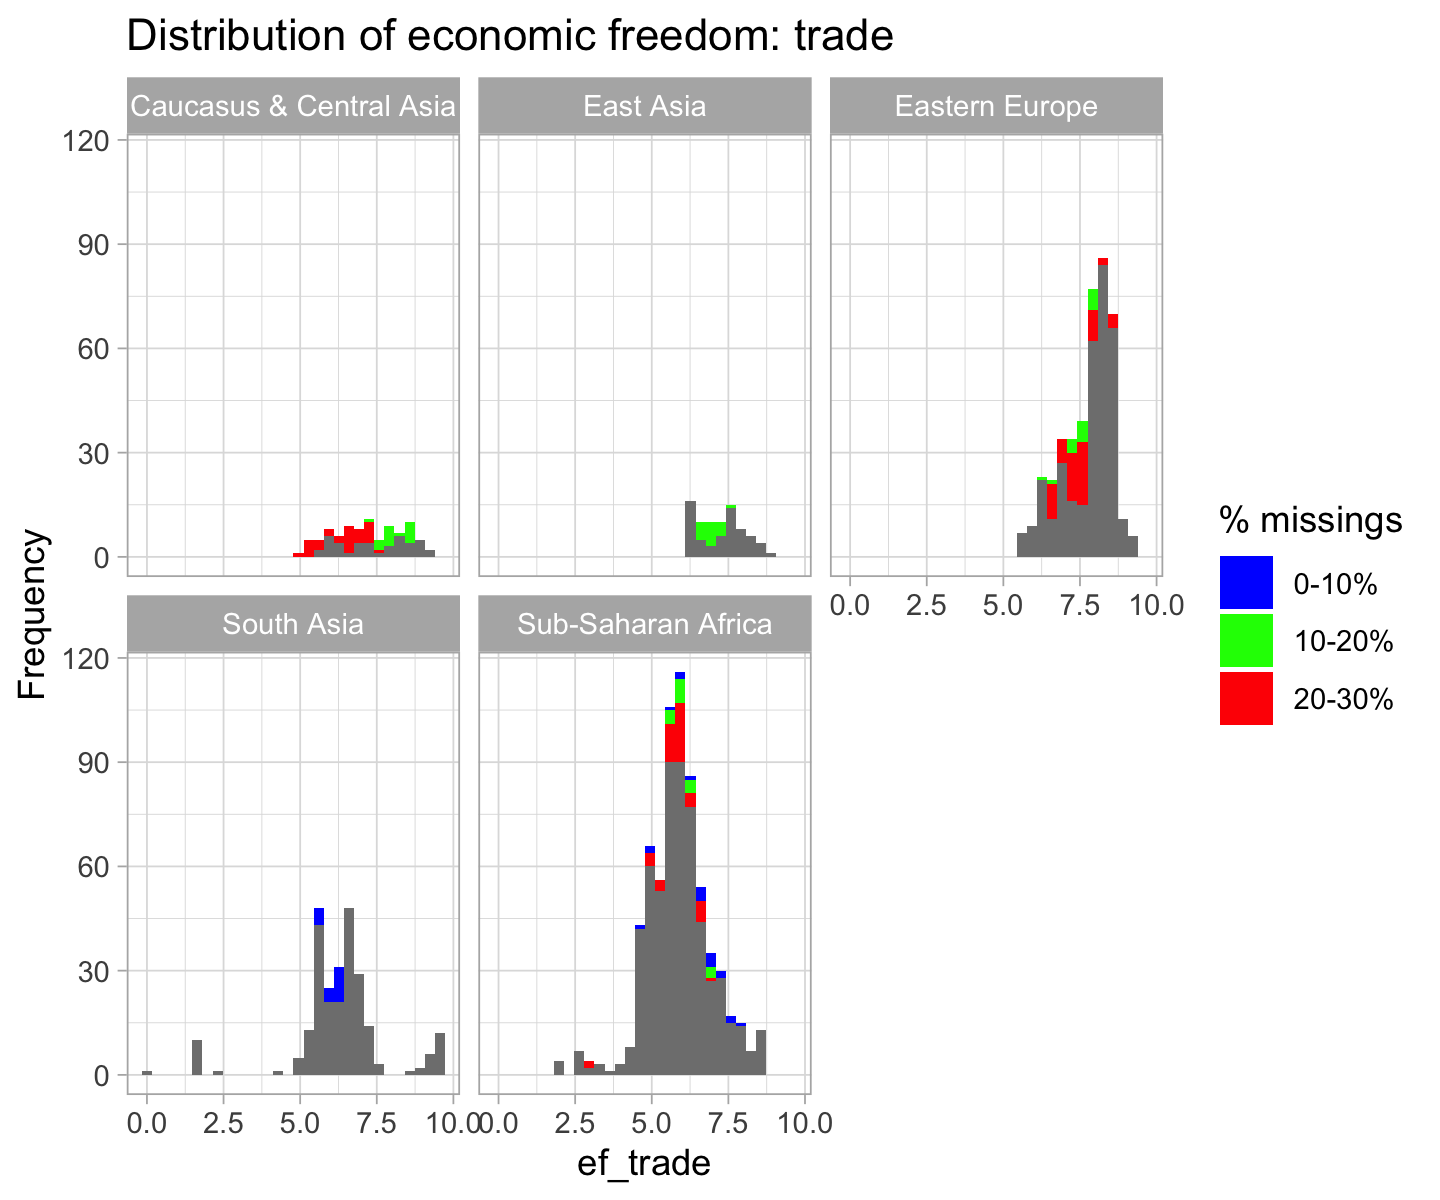 Distribution of economic freedom: trade
Caucasus & Central Asia
East Asia
Eastern Europe
120
90
60
30
0
0.0 2.5 5.0 7.5 10.0
South Asia
Sub-Saharan Africa
120
90
60
30
0
0.0 2.5 5.0 7.5 10.0
0.0 2.5 5.0 7.5 10.0
Frequency
ef_trade
% missings
0-10%
10-20%
20-30%